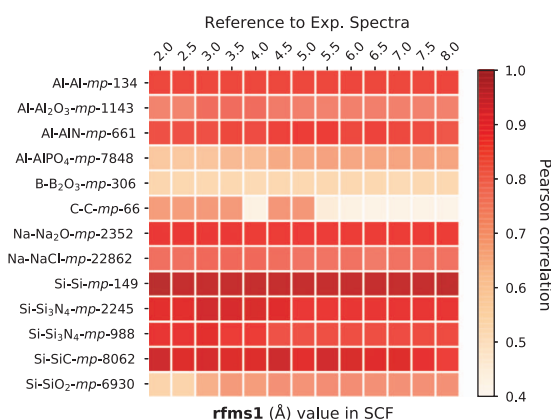 Reference to Exp. Spectra
2.0 2.5 3.0 3.5 4.0 4.5 5.0 5.5 6.0 6.5 7.0 7.5 8.0
Al-Al-mp-134
Al-Al₂O₃-mp-1143
Al-AlN-mp-661
Al-AlPO₄-mp-7848
B-B₂O₃-mp-306
C-C-mp-66
Na-Na₂O-mp-2352
Na-NaCl-mp-22862
Si-Si-mp-149
Si-Si₃N₄-mp-2245
Si-Si₃N₄-mp-988
Si-SiC-mp-8062
Si-SiO₂-mp-6930
rfms1 (Å) value in SCF
1.0
0.9
0.8
0.7
0.6
0.5
0.4
Pearson correlation